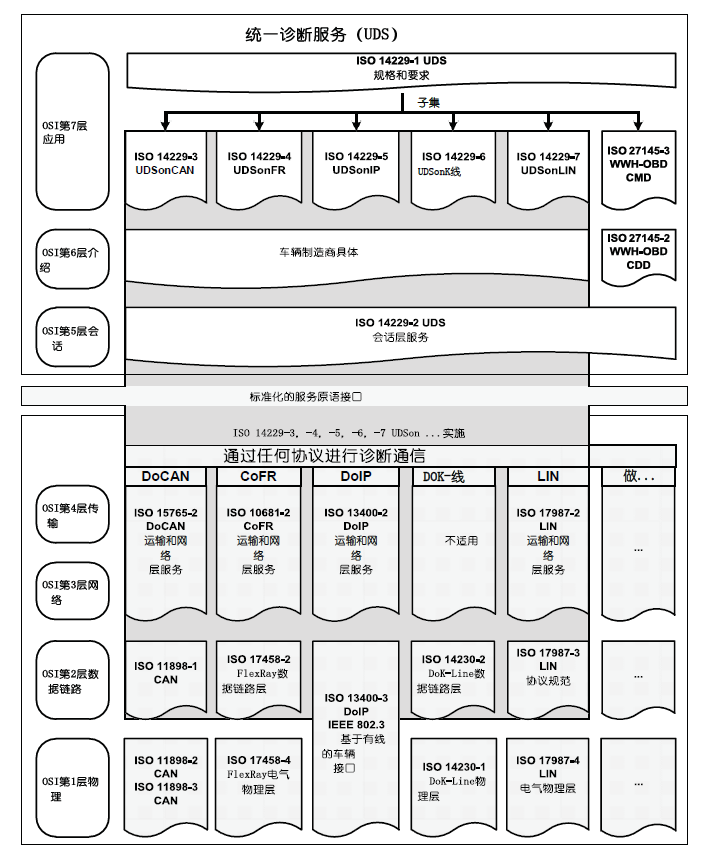 统一诊断服务（UDS）
ISO 14229-1 UDS
规格和要求
子集
OSI第7层
应用
ISO 14229-3
UDSonCAN
ISO 14229-4
UDSonFR
ISO 14229-5
UDSonIP
ISO 14229-6
UDSonK线
ISO 14229-7
UDSonLIN
ISO 27145-3
WWH-OBD
CMD
OSI第6层介
绍
车辆制造商具体
ISO 27145-2
WWH-OBD
CDD
OSI第5层会
话
ISO 14229-2 UDS
会话层服务
标准化的服务原语接口
ISO 14229-3, -4, -5, -6, -7 UDSon ...实施
通过任何协议进行诊断通信
DoCAN
CoFR
DoIP
DOK-线
LIN
做...
OSI第4层传
输
OSI第3层网
络
ISO 15765-2
DoCAN
运输和网
络
层服务
ISO 10681-2
CoFR
运输和网
络
层服务
ISO 13400-2
DoIP
运输和网
络
层服务
不适用
ISO 17987-2
LIN
运输和网
络
层服务
...
OSI第2层数
据链路
ISO 11898-1
CAN
ISO 17458-2
FlexRay数
据链路层
ISO 13400-3
DoIP
IEEE 802.3
基于有线
的车辆
接口
ISO 14230-2
DoK-Line数
据链路层
ISO 17987-3
LIN
协议规范
...
OSI第1层物
理
ISO 11898-2
CAN
ISO 11898-3
CAN
ISO 17458-4
FlexRay电气
物理层
ISO 14230-1
DoK-Line物
理层
ISO 17987-4
LIN
电气物理层
...